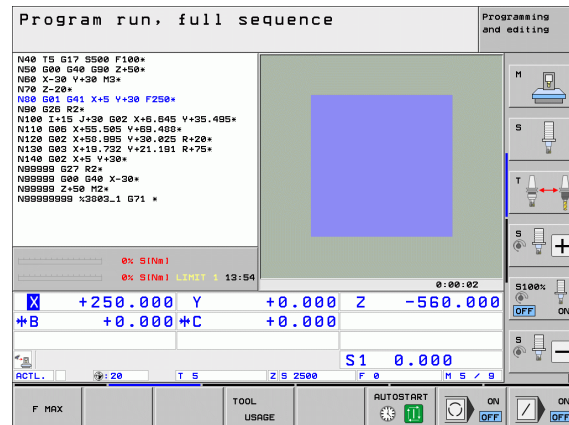 Program run, full sequence
Programming
and editing
N40 T5 G17 S500 F100*
N50 G00 G40 G90 Z+50*
N60 X-30 Y+30 M3*
N70 Z-20*
N80 G01 G41 X+5 Y+30 F250*
N90 G26 R2*
N100 I+15 J+30 G02 X+6.645 Y+35.495*
N110 G06 X+55.505 Y+69.488*
N120 G02 X+58.995 Y+30.025 R+20*
N130 G03 X+19.732 Y+21.191 R+75*
N140 G02 X+5 Y+30*
N99999 G27 R2*
N99999 G00 G40 X-30*
N99999 Z+50 M2*
N99999999 %3803_1 G71 *
0% S[Nm]
0% S[Nm] LIMIT 1 13:54
0:00:02
X +250.000 Y +0.000 Z -560.000
B +0.000 C +0.000
S1 0.000
ACTL. : 20 T 5 Z S 2500 F 0 M 5 / 9
M
S
T
S
+
S100%
OFF ON
S
−
F MAX
TOOL
USAGE
AUTOSTART
ON
OFF
ON
OFF